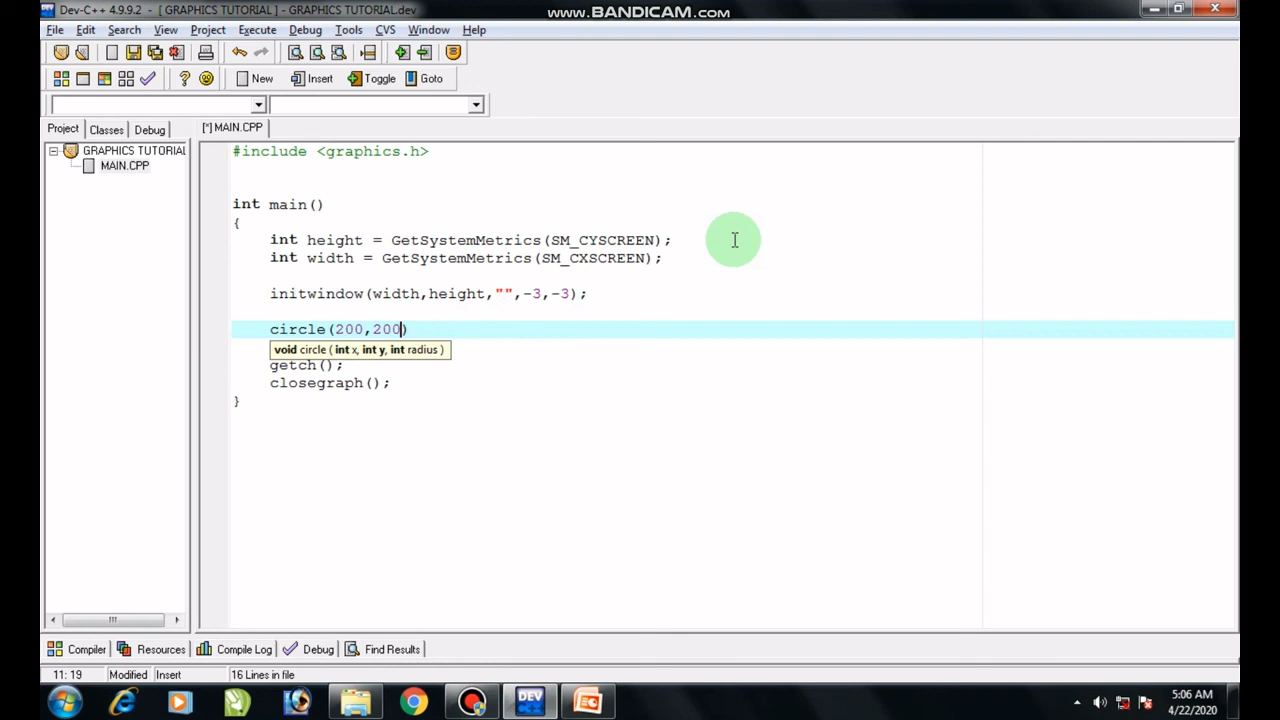 Dev-C++ 4.9.9.2 - [ GRAPHICS TUTORIAL ] - GRAPHICS TUTORIAL.dev
www.BANDICAM.com
File Edit Search View Project Execute Debug Tools CVS Window Help
New Insert Toggle Goto
Project Classes Debug
[*] MAIN.CPP
GRAPHICS TUTORIAL
MAIN.CPP
#include <graphics.h>
int main()
{
int height = GetSystemMetrics(SM_CYSCREEN);
int width = GetSystemMetrics(SM_CXSCREEN);
initwindow(width,height,"",-3,-3);
circle(200,200)
void circle ( int x, int y, int radius )
getch();
closegraph();
}
Compiler Resources Compile Log Debug Find Results
11: 19 Modified Insert 16 Lines in file
DEV
5:06 AM
4/22/2020